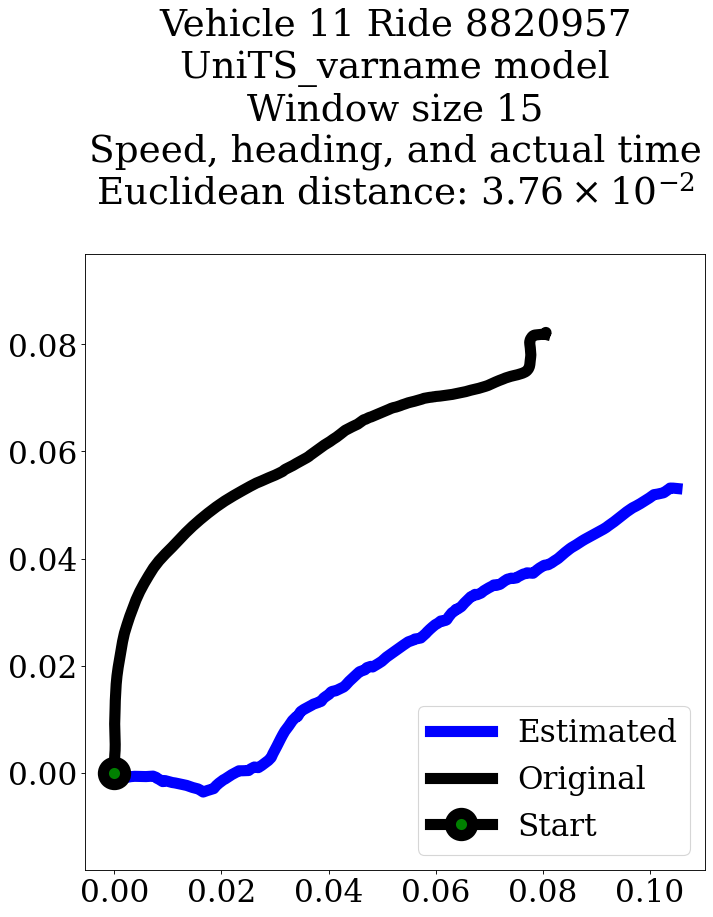 Vehicle 11 Ride 8820957
UniTS_varname model
Window size 15
Speed, heading, and actual time
Euclidean distance: 3.76 × 10⁻²
0.08
0.06
0.04
0.02
0.00
Estimated
Original
Start
0.00 0.02 0.04 0.06 0.08 0.10